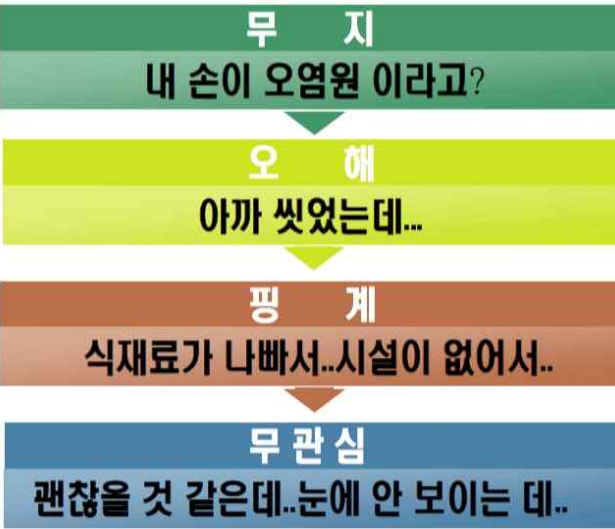 무 지
내 손이 오염원 이라고?
오 해
아까 씻었는데...
핑 계
식재료가 나빠서..시설이 없어서..
무 관 심
괜찮을 것 같은데..눈에 안 보이는 데..